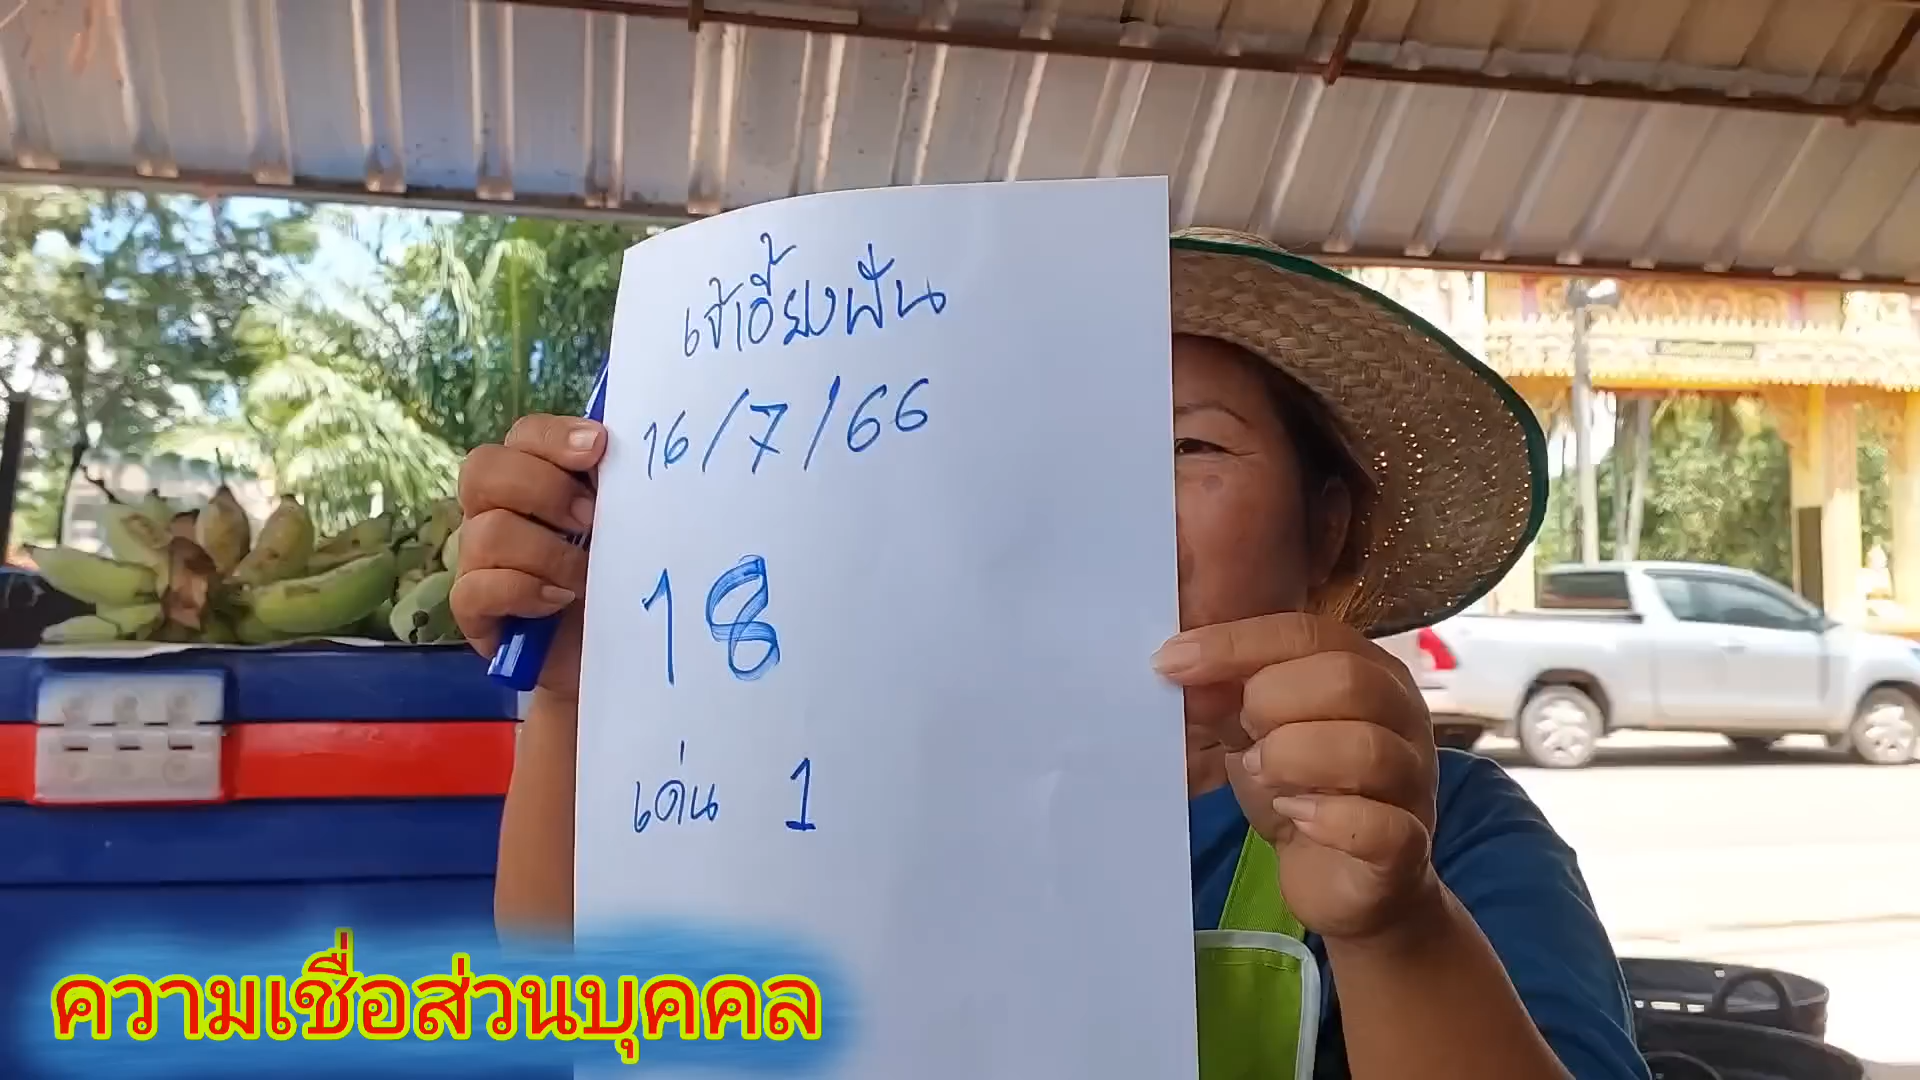 เจ้เอี้ยงฟัน
16/7/66
18
เด่น 1
ความเชื่อส่วนบุคคล